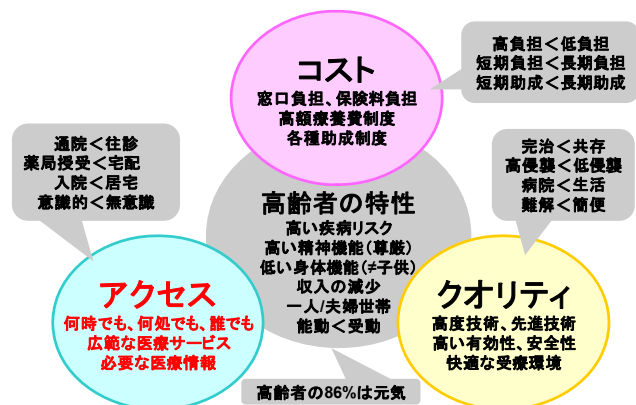 コスト
窓口負担、保険料負担
高額療養費制度
各種助成制度
高負担＜低負担
短期負担＜長期負担
短期助成＜長期助成
通院＜往診
薬局授受＜宅配
入院＜居宅
意識的＜無意識
完治＜共存
高侵襲＜低侵襲
病院＜生活
難解＜簡便
高齢者の特性
高い疾病リスク
高い精神機能(尊厳)
低い身体機能(≠子供)
収入の減少
一人/夫婦世帯
能動＜受動
アクセス
何時でも、何処でも、誰でも
広範な医療サービス
必要な医療情報
クオリティ
高度技術、先進技術
高い有効性、安全性
快適な受療環境
高齢者の86%は元気